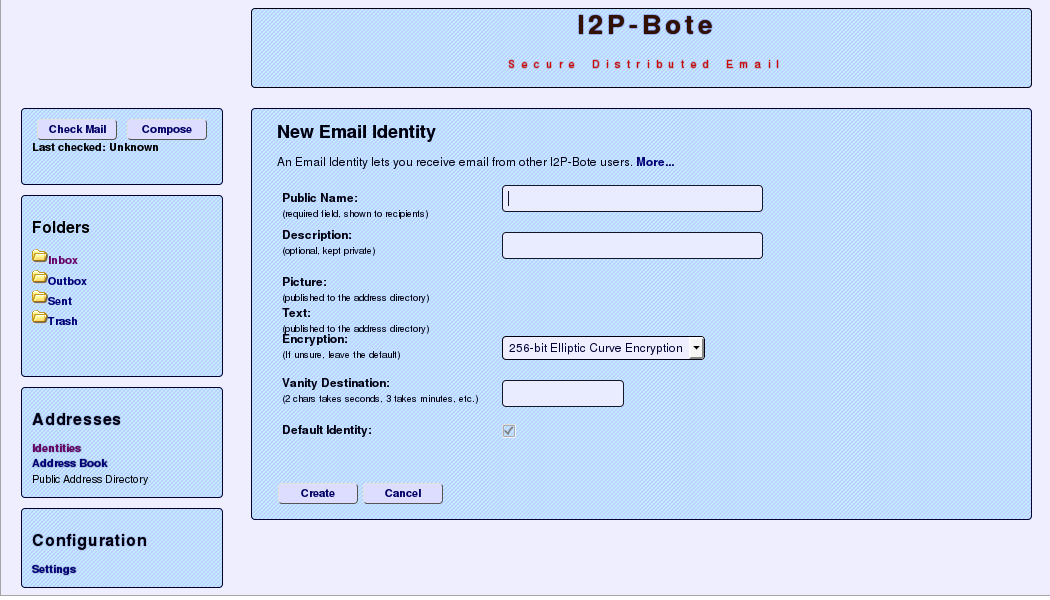 I2P-Bote
Secure Distributed Email
Check Mail Compose
Last checked: Unknown
Folders
Inbox
Outbox
Sent
Trash
Addresses
Identities
Address Book
Public Address Directory
Configuration
Settings
New Email Identity
An Email Identity lets you receive email from other I2P-Bote users. More...
Public Name:
(required field, shown to recipients)
Description:
(optional, kept private)
Picture:
(published to the address directory)
Text:
(published to the address directory)
Encryption:
(If unsure, leave the default)
256-bit Elliptic Curve Encryption
Vanity Destination:
(2 chars takes seconds, 3 takes minutes, etc.)
Default Identity:
Create Cancel